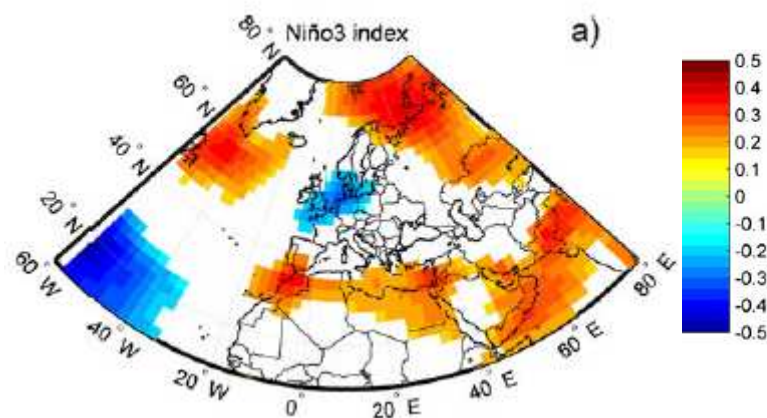 Niño3 index
a)
80° N
60° N
40° N
20° N
60° W
40° W
20° W
0°
20° E
40° E
60° E
80° E
0.5
0.4
0.3
0.2
0.1
0
-0.1
-0.2
-0.3
-0.4
-0.5